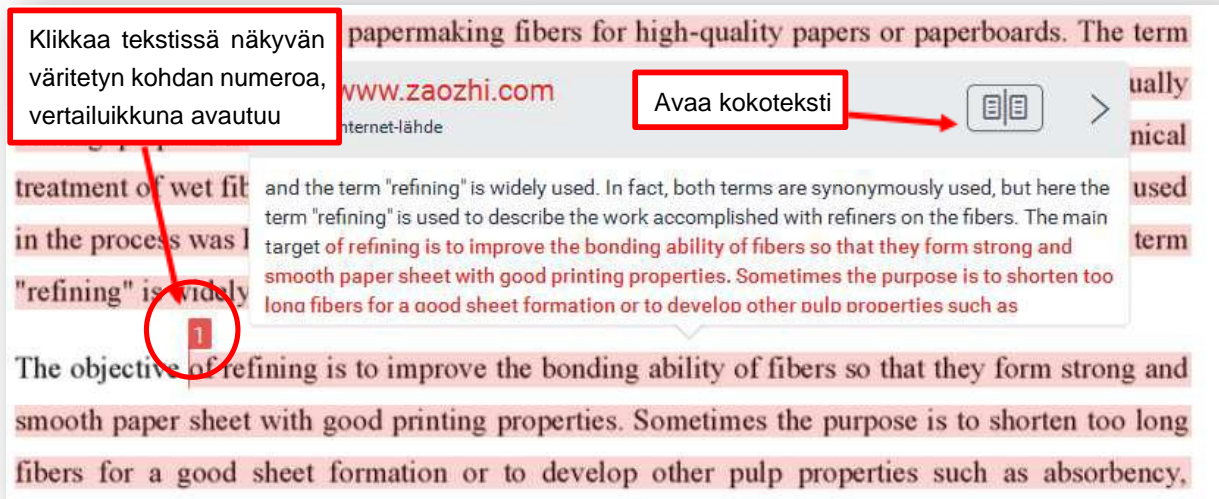 Klikkaa tekstissä näkyvän
väritetyn kohdan numeroa,
vertailuikkuna avautuu
papermaking fibers for high-quality papers or paperboards. The term
www.zaozhi.com
Avaa kokoteksti
ually
nternet-lähde
nical
treatment of wet fib
used
and the term "refining" is widely used. In fact, both terms are synonymously used, but here the
term "refining" is used to describe the work accomplished with refiners on the fibers. The main
in the process was
term
target of refining is to improve the bonding ability of fibers so that they form strong and
smooth paper sheet with good printing properties. Sometimes the purpose is to shorten too
"refining" is widely
long fibers for a good sheet formation or to develop other pulp properties such as
1
The objective of refining is to improve the bonding ability of fibers so that they form strong and
smooth paper sheet with good printing properties. Sometimes the purpose is to shorten too long
fibers for a good sheet formation or to develop other pulp properties such as absorbency,